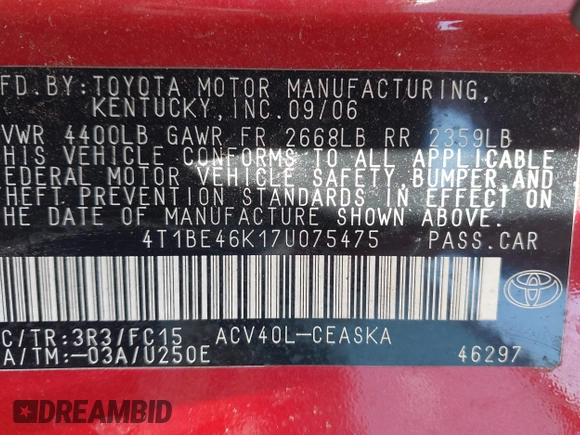 FD. BY: TOYOTA MOTOR MANUFACTURING,
KENTUCKY, INC. 09/06
VWR 4400LB GAWR FR 2668LB RR 2359LB
HIS VEHICLE CONFORMS TO ALL APPLICABLE
EDERAL MOTOR VEHICLE SAFETY, BUMPER, AND
HEFT PREVENTION STANDARDS IN EFFECT ON
THE DATE OF MANUFACTURE SHOWN ABOVE.
4T1BE46K17U075475 PASS. CAR
C/TR: 3R3/FC15 ACV40L-CEASKA
A/TM: -03A/U250E 46297
DREAMBID